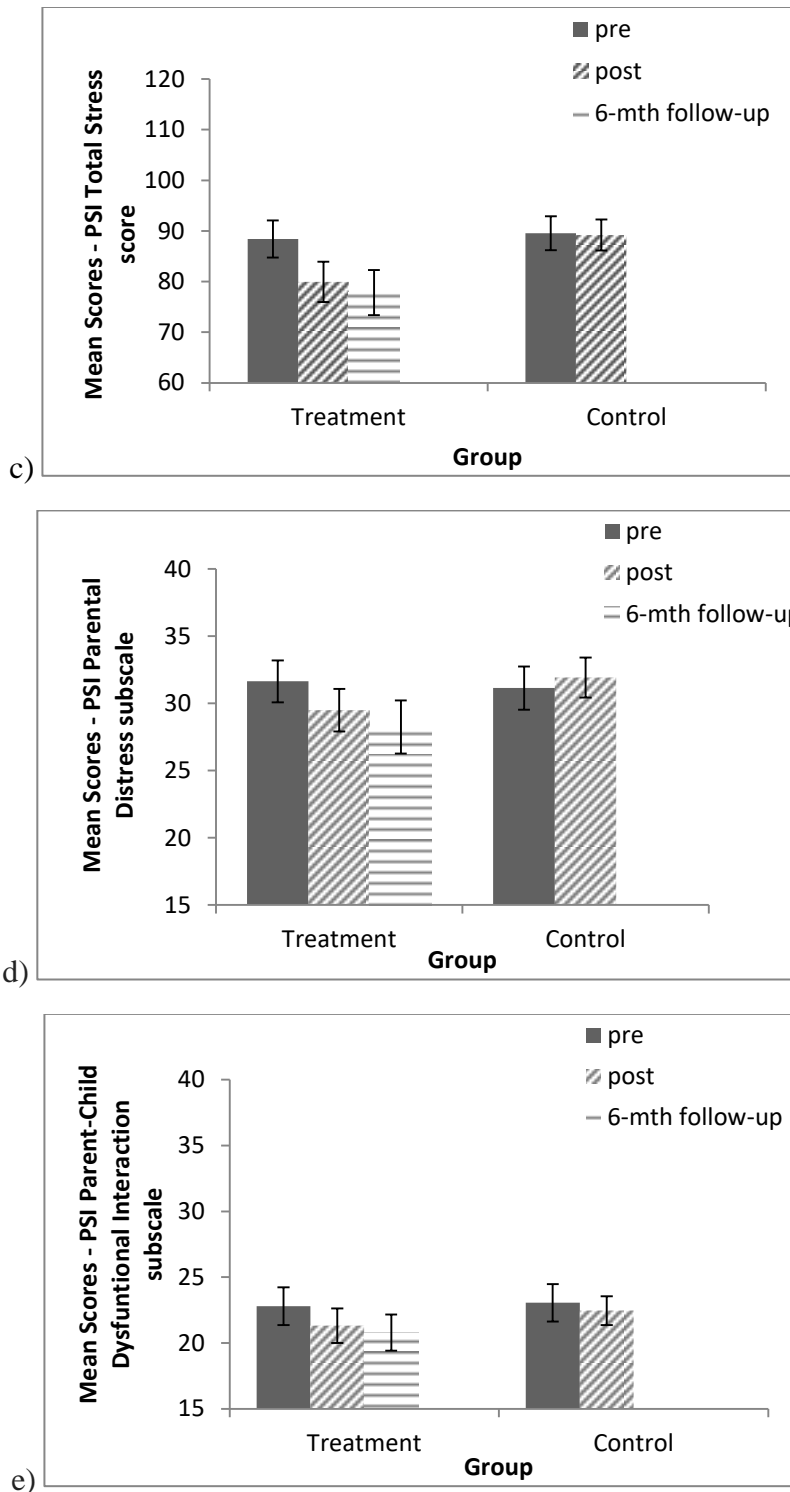 pre
post
6-mth follow-up
Mean Scores - PSI Total Stress
score
120
110
100
90
80
70
60
Treatment Control
Group
c)
pre
post
6-mth follow-up
Mean Scores - PSI Parental
Distress subscale
40
35
30
25
20
15
Treatment Control
Group
d)
pre
post
6-mth follow-up
Mean Scores - PSI Parent-Child
Dysfuntional Interaction
subscale
40
35
30
25
20
15
Treatment Control
Group
e)